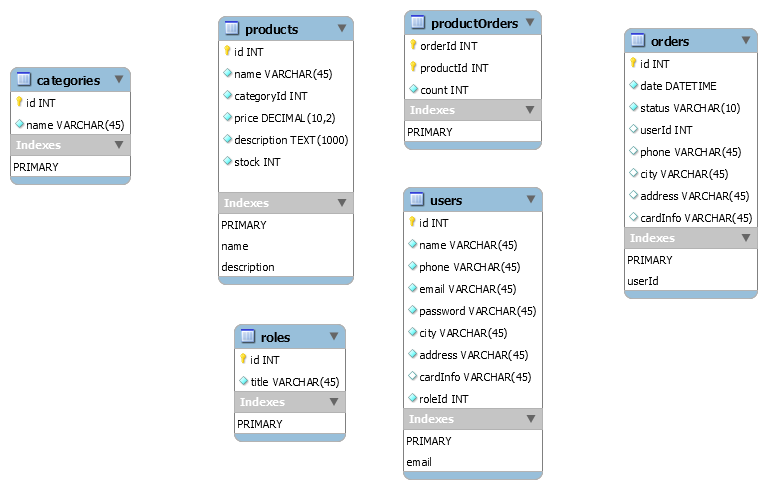 categories
id INT
name VARCHAR(45)
Indexes
PRIMARY
products
id INT
name VARCHAR(45)
categoryId INT
price DECIMAL(10,2)
description TEXT(1000)
stock INT
Indexes
PRIMARY
name
description
productOrders
orderId INT
productId INT
count INT
Indexes
PRIMARY
orders
id INT
date DATETIME
status VARCHAR(10)
userId INT
phone VARCHAR(45)
city VARCHAR(45)
address VARCHAR(45)
cardInfo VARCHAR(45)
Indexes
PRIMARY
userId
users
id INT
name VARCHAR(45)
phone VARCHAR(45)
email VARCHAR(45)
password VARCHAR(45)
city VARCHAR(45)
address VARCHAR(45)
cardInfo VARCHAR(45)
roleId INT
Indexes
PRIMARY
email
roles
id INT
title VARCHAR(45)
Indexes
PRIMARY